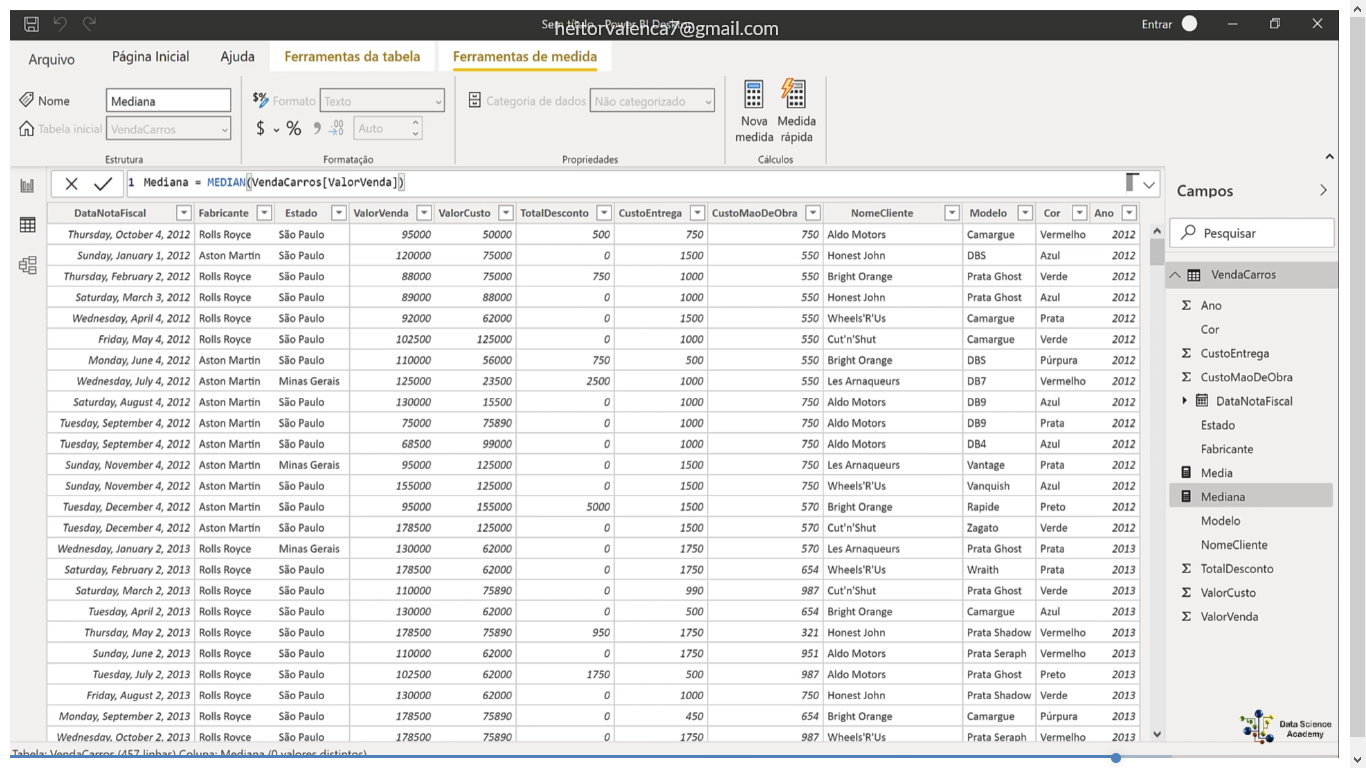 Sem título - Power BI Desktop
heitorvalenca7@gmail.com
Entrar
Arquivo Página Inicial Ajuda Ferramentas da tabela Ferramentas de medida
Nome Mediana $% Formato Texto Categoria de dados Não categorizado
Tabela inicial VendaCarros $ % Auto
Nova medida Medida rápida
Estrutura Formatação Propriedades Cálculos
1 Mediana = MEDIAN(VendaCarros[ValorVenda])
DataNotaFiscal Fabricante Estado ValorVenda ValorCusto TotalDesconto CustoEntrega CustoMaoDeObra NomeCliente Modelo Cor Ano
Thursday, October 4, 2012 Rolls Royce São Paulo 95000 50000 500 750 750 Aldo Motors Camargue Vermelho 2012
Sunday, January 1, 2012 Aston Martin São Paulo 120000 75000 0 1500 550 Honest John DBS Azul 2012
Thursday, February 2, 2012 Rolls Royce São Paulo 88000 75000 750 1000 550 Bright Orange Prata Ghost Verde 2012
Saturday, March 3, 2012 Rolls Royce São Paulo 89000 88000 0 1000 550 Honest John Prata Ghost Azul 2012
Wednesday, April 4, 2012 Rolls Royce São Paulo 92000 62000 0 1500 550 Wheels'R'Us Camargue Prata 2012
Friday, May 4, 2012 Rolls Royce São Paulo 102500 125000 0 1000 550 Cut'n'Shut Camargue Verde 2012
Monday, June 4, 2012 Aston Martin São Paulo 110000 56000 750 500 550 Bright Orange DBS Púrpura 2012
Wednesday, July 4, 2012 Aston Martin Minas Gerais 125000 23500 2500 1000 550 Les Arnaqueurs DB7 Vermelho 2012
Saturday, August 4, 2012 Aston Martin São Paulo 130000 15500 0 1000 750 Aldo Motors DB9 Azul 2012
Tuesday, September 4, 2012 Aston Martin São Paulo 75000 75890 0 1000 750 Aldo Motors DB9 Prata 2012
Tuesday, September 4, 2012 Aston Martin São Paulo 68500 99000 0 1000 750 Aldo Motors DB4 Azul 2012
Sunday, November 4, 2012 Aston Martin Minas Gerais 95000 125000 0 1500 750 Les Arnaqueurs Vantage Prata 2012
Sunday, November 4, 2012 Aston Martin São Paulo 155000 125000 0 1500 750 Wheels'R'Us Vanquish Azul 2012
Tuesday, December 4, 2012 Aston Martin São Paulo 95000 155000 5000 1500 570 Bright Orange Rapide Preto 2012
Tuesday, December 4, 2012 Aston Martin São Paulo 178500 125000 0 1500 570 Cut'n'Shut Zagato Verde 2012
Wednesday, January 2, 2013 Rolls Royce Minas Gerais 130000 62000 0 1750 570 Les Arnaqueurs Prata Ghost Prata 2013
Saturday, February 2, 2013 Rolls Royce São Paulo 178500 62000 0 1750 654 Wheels'R'Us Wraith Prata 2013
Saturday, March 2, 2013 Rolls Royce São Paulo 110000 75890 0 990 987 Cut'n'Shut Prata Ghost Verde 2013
Tuesday, April 2, 2013 Rolls Royce São Paulo 130000 62000 0 500 654 Bright Orange Camargue Azul 2013
Thursday, May 2, 2013 Rolls Royce São Paulo 178500 75890 950 1750 321 Honest John Prata Shadow Vermelho 2013
Sunday, June 2, 2013 Rolls Royce São Paulo 110000 62000 0 1750 951 Aldo Motors Prata Seraph Vermelho 2013
Tuesday, July 2, 2013 Rolls Royce São Paulo 102500 62000 1750 500 987 Aldo Motors Prata Ghost Preto 2013
Friday, August 2, 2013 Rolls Royce São Paulo 130000 62000 0 1000 750 Honest John Prata Shadow Verde 2013
Monday, September 2, 2013 Rolls Royce São Paulo 178500 75890 0 450 654 Bright Orange Camargue Púrpura 2013
Wednesday, October 2, 2013 Rolls Royce São Paulo 178500 75890 0 1750 987 Wheels'R'Us Prata Seraph Vermelho 2013
Tabela: VendaCarros (457 linhas) Coluna: Mediana (0 valores distintos)
Campos
Pesquisar
VendaCarros
Ano
Cor
CustoEntrega
CustoMaoDeObra
DataNotaFiscal
Estado
Fabricante
Media
Mediana
Modelo
NomeCliente
TotalDesconto
ValorCusto
ValorVenda
Data Science
Academy